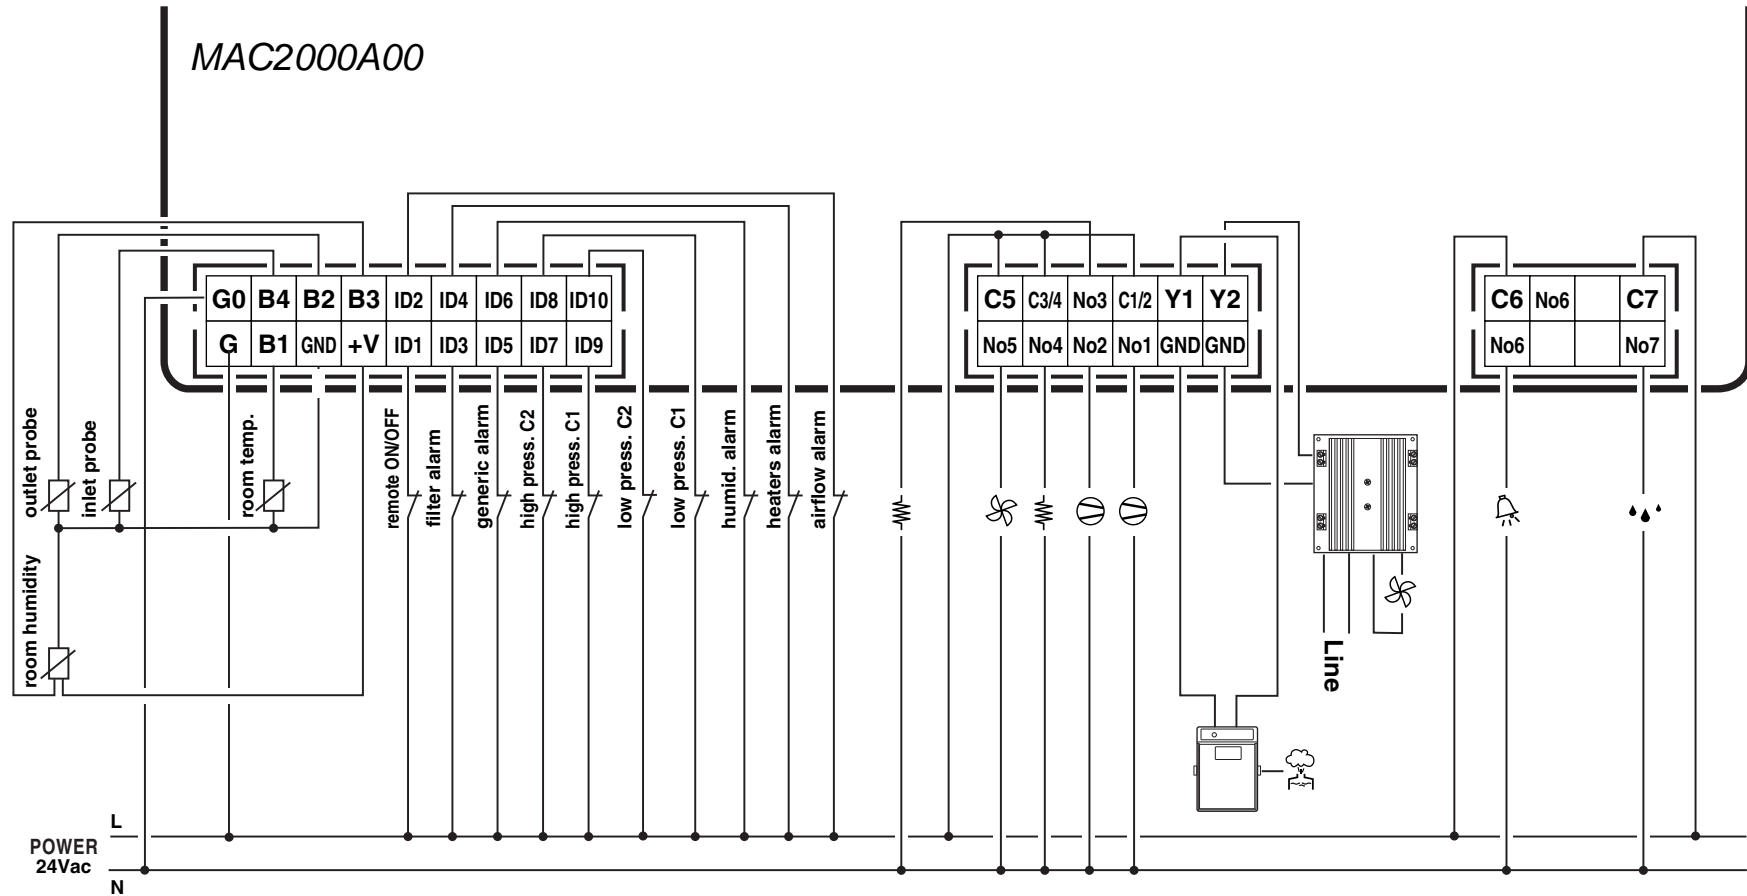 MAC2000A00
G0 B4 B2 B3 ID2 ID4 ID6 ID8 ID10
G B1 GND +V ID1 ID3 ID5 ID7 ID9
C5 C3/4 No3 C1/2 Y1 Y2
No5 No4 No2 No1 GND GND
C6 No6 C7
No6 No7
outlet probe
inlet probe
room temp.
room humidity
remote ON/OFF
filter alarm
generic alarm
high press. C2
high press. C1
low press. C2
low press. C1
humid. alarm
heaters alarm
airflow alarm
Line
L
POWER
24Vac
N